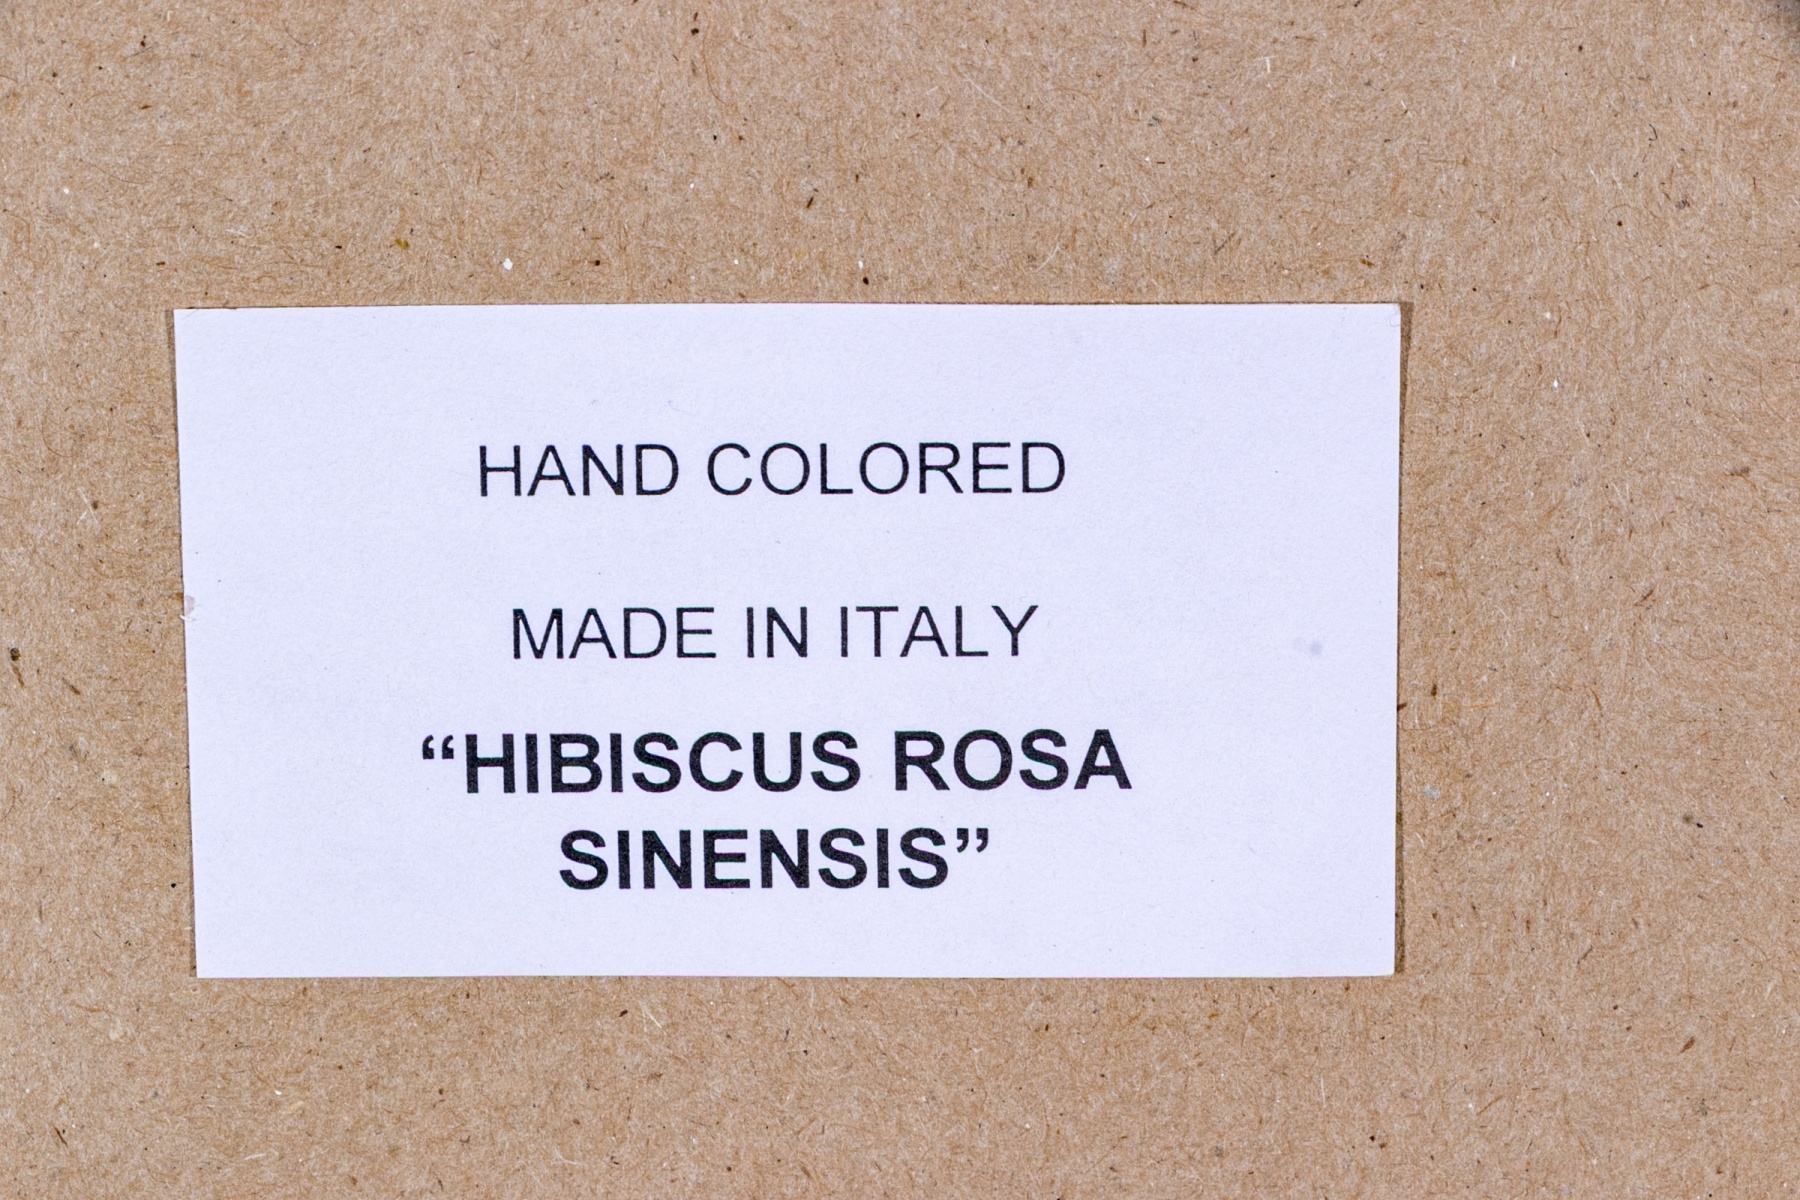 HAND COLORED
MADE IN ITALY
“HIBISCUS ROSA
SINENSIS”